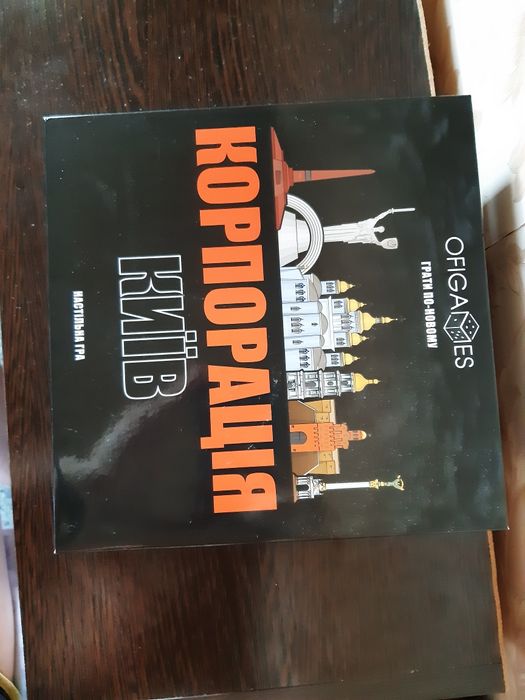 OFIGAMES
ГРАТИ ПО-НОВОМУ
КОРПОРАЦІЯ
КИЇВ
НАСТІЛЬНА ГРА